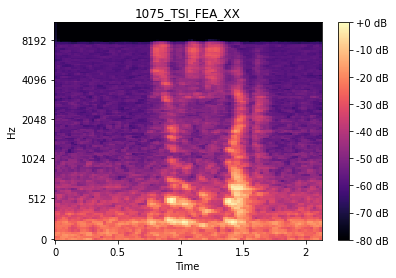 1075_TSI_FEA_XX
+0 dB
8192
-10 dB
4096
-20 dB
-30 dB
2048
Hz
-40 dB
1024
-50 dB
512
-60 dB
-70 dB
0
-80 dB
0 0.5 1 1.5 2
Time